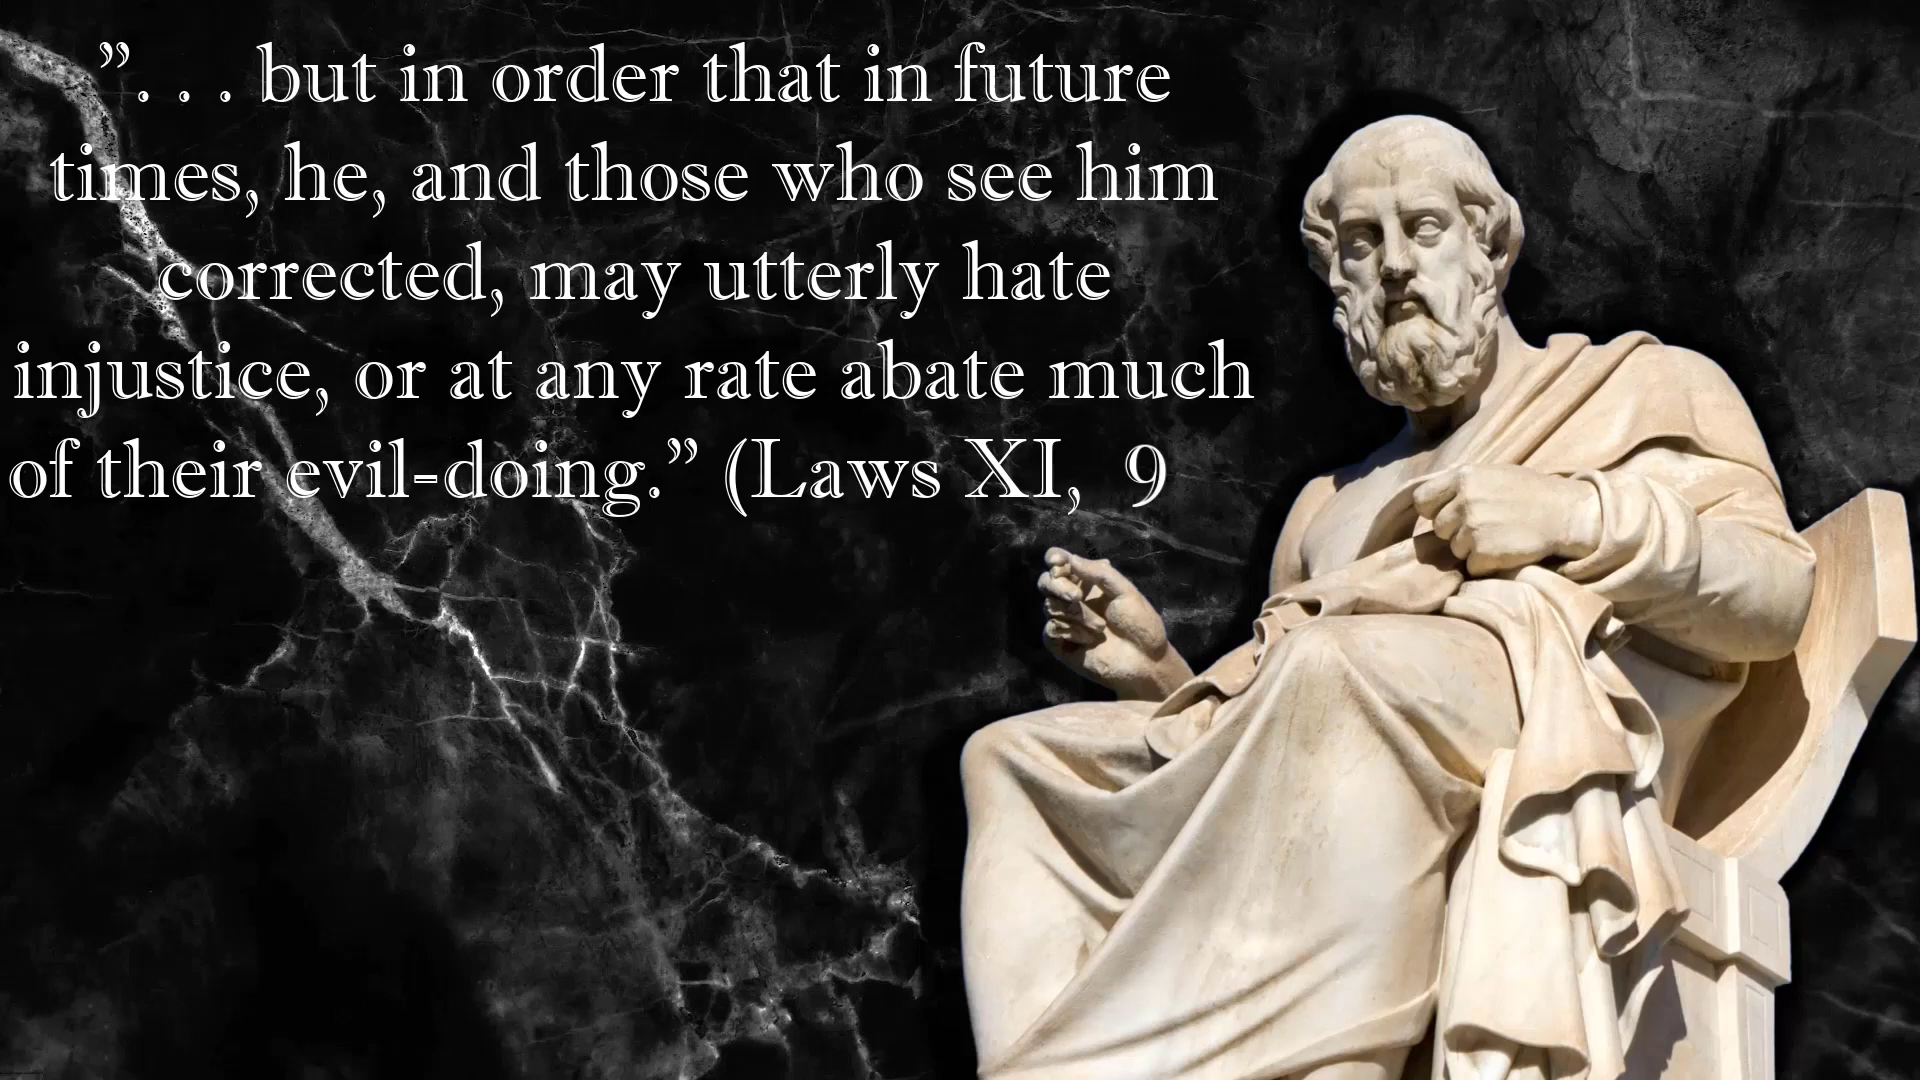 ”. . . but in order that in future
times, he, and those who see him
corrected, may utterly hate
injustice, or at any rate abate much
of their evil-doing.” (Laws XI, 9